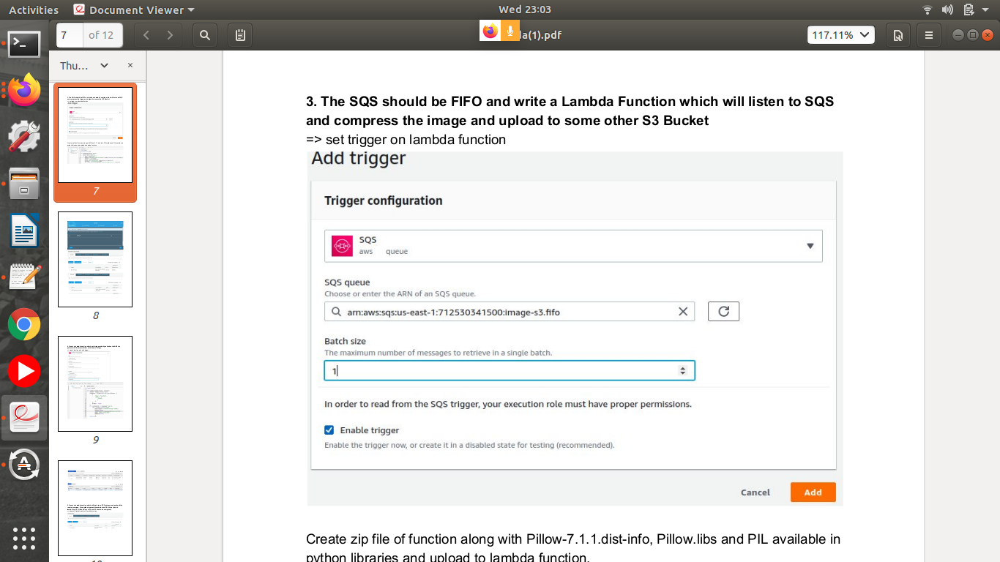 Activities Document Viewer Wed 23:03
7 of 12 la(1).pdf 117.11%
Thu...
3. The SQS should be FIFO and write a Lambda Function which will listen to SQS
and compress the image and upload to some other S3 Bucket
=> set trigger on lambda function
Add trigger
Trigger configuration
SQS
aws queue
SQS queue
Choose or enter the ARN of an SQS queue.
arn:aws:sqs:us-east-1:712530341500:image-s3.fifo
Batch size
The maximum number of messages to retrieve in a single batch.
1
In order to read from the SQS trigger, your execution role must have proper permissions.
Enable trigger
Enable the trigger now, or create it in a disabled state for testing (recommended).
Cancel Add
Create zip file of function along with Pillow-7.1.1.dist-info, Pillow.libs and PIL available in
python libraries and upload to lambda function.
7
8
9
10